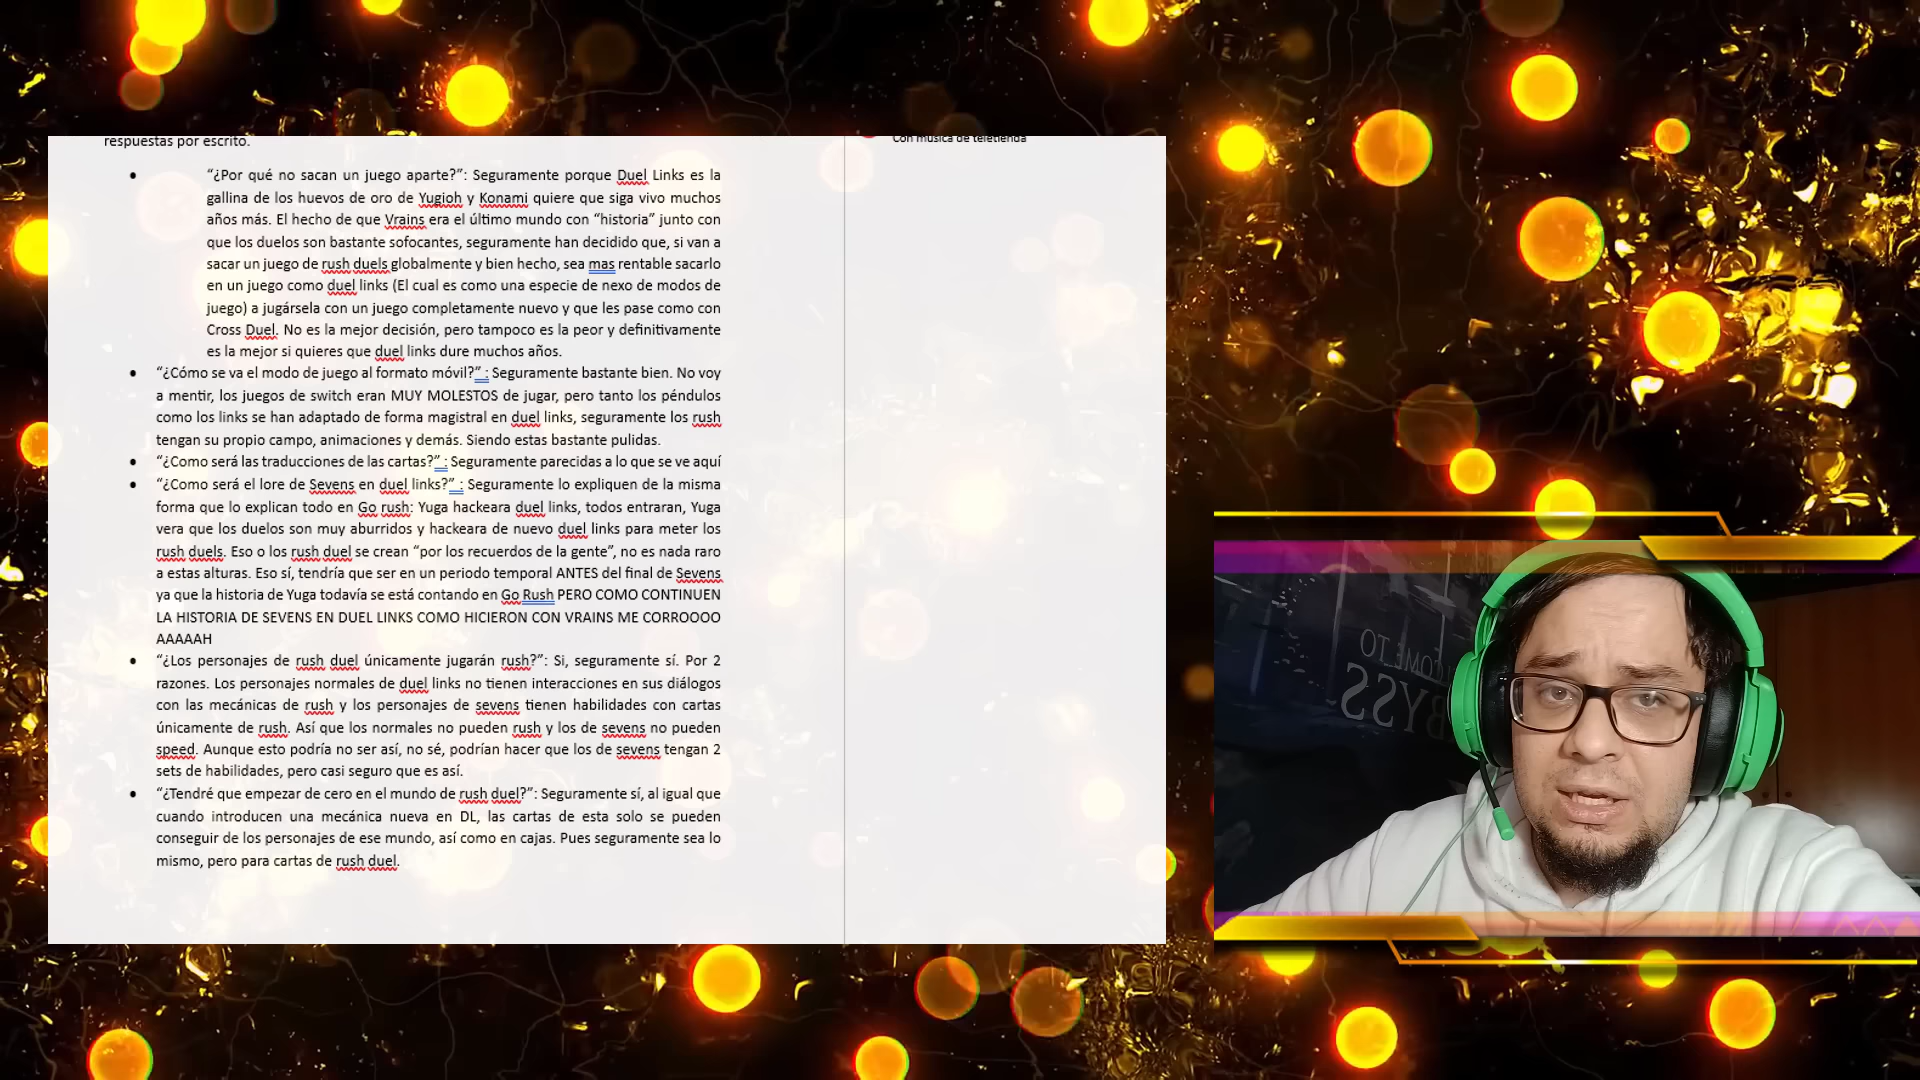 respuestas por escrito.
Con música de teletienda
• “¿Por qué no sacan un juego aparte?”: Seguramente porque Duel Links es la
gallina de los huevos de oro de Yugioh y Konami quiere que siga vivo muchos
años más. El hecho de que Vrains era el último mundo con “historia” junto con
que los duelos son bastante sofocantes, seguramente han decidido que, si van a
sacar un juego de rush duels globalmente y bien hecho, sea mas rentable sacarlo
en un juego como duel links (El cual es como una especie de nexo de modos de
juego) a jugársela con un juego completamente nuevo y que les pase como con
Cross Duel. No es la mejor decisión, pero tampoco es la peor y definitivamente
es la mejor si quieres que duel links dure muchos años.
• “¿Cómo se va el modo de juego al formato móvil?” : Seguramente bastante bien. No voy
a mentir, los juegos de switch eran MUY MOLESTOS de jugar, pero tanto los péndulos
como los links se han adaptado de forma magistral en duel links, seguramente los rush
tengan su propio campo, animaciones y demás. Siendo estas bastante pulidas.
• “¿Como será las traducciones de las cartas?” : Seguramente parecidas a lo que se ve aquí
• “¿Como será el lore de Sevens en duel links?” : Seguramente lo expliquen de la misma
forma que lo explican todo en Go rush: Yuga hackeara duel links, todos entraran, Yuga
vera que los duelos son muy aburridos y hackeara de nuevo duel links para meter los
rush duels. Eso o los rush duel se crean “por los recuerdos de la gente”, no es nada raro
a estas alturas. Eso sí, tendría que ser en un periodo temporal ANTES del final de Sevens
ya que la historia de Yuga todavía se está contando en Go Rush PERO COMO CONTINUEN
LA HISTORIA DE SEVENS EN DUEL LINKS COMO HICIERON CON VRAINS ME CORROOOO
AAAAAH
• “¿Los personajes de rush duel únicamente jugarán rush?”: Si, seguramente sí. Por 2
razones. Los personajes normales de duel links no tienen interacciones en sus diálogos
con las mecánicas de rush y los personajes de sevens tienen habilidades con cartas
únicamente de rush. Así que los normales no pueden rush y los de sevens no pueden
speed. Aunque esto podría no ser así, no sé, podrían hacer que los de sevens tengan 2
sets de habilidades, pero casi seguro que es así.
• “¿Tendré que empezar de cero en el mundo de rush duel?”: Seguramente sí, al igual que
cuando introducen una mecánica nueva en DL, las cartas de esta solo se pueden
conseguir de los personajes de ese mundo, así como en cajas. Pues seguramente sea lo
mismo, pero para cartas de rush duel.